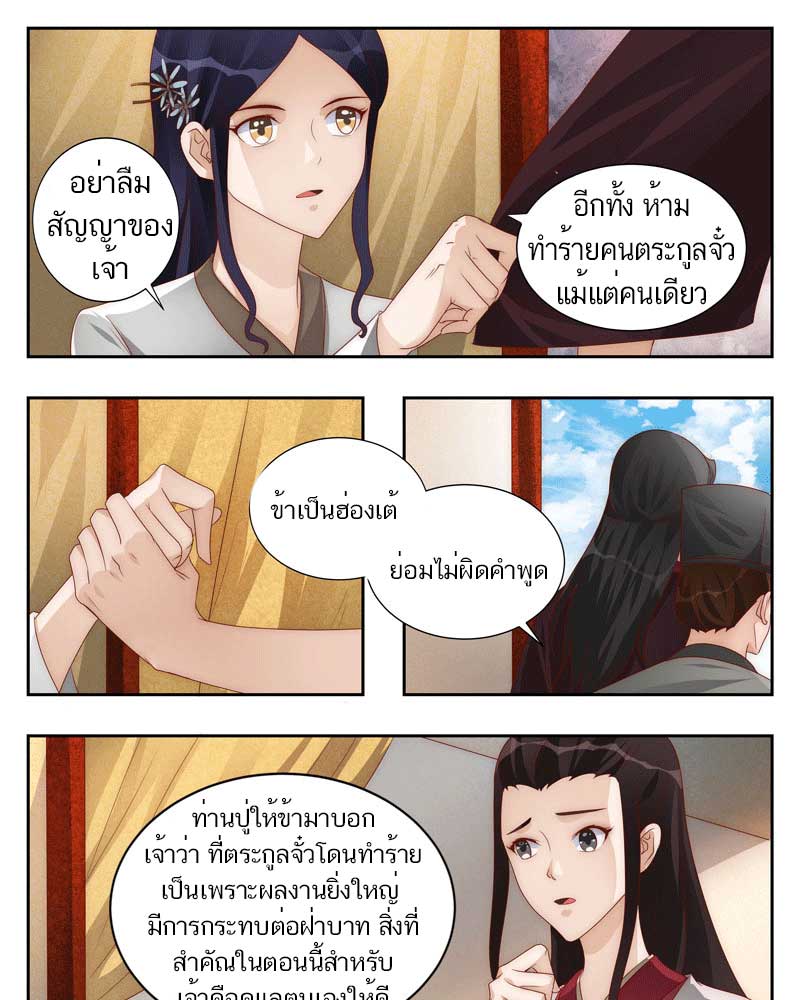 อย่าลืม
สัญญาของ
เจ้า
อีกทั้ง ห้าม
ทำร้ายคนตระกูลจั๋ว
แม้แต่คนเดียว
ข้าเป็นฮ่องเต้
ย่อมไม่ผิดคำพูด
ท่านปู่ให้ข้ามาบอก
เจ้าว่า ที่ตระกูลจั๋วโดนทำร้าย
เป็นเพราะผลงานยิ่งใหญ่
มีการกระทบต่อฝ่าบาท สิ่งที่
สำคัณในตอนนี้สำหรับ
เจ้าคือดูแลตนเองให้ดี